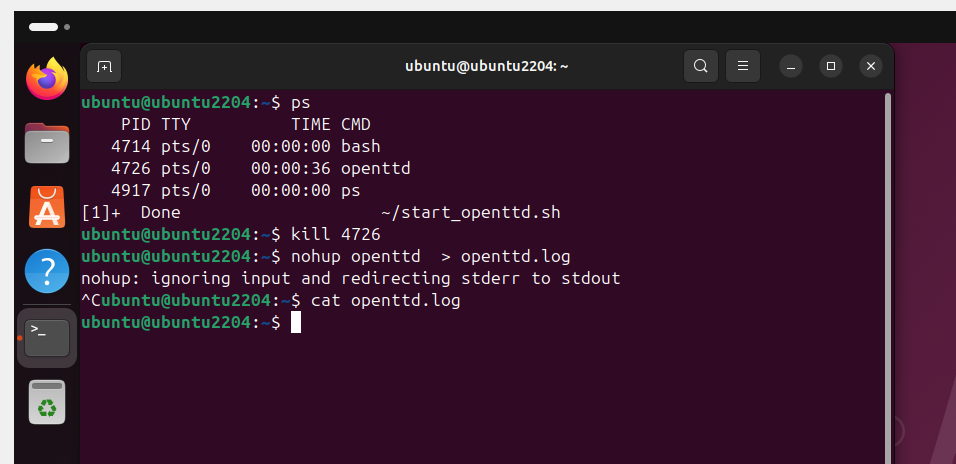 ubuntu@ubuntu2204: ~
ubuntu@ubuntu2204:~$ ps
    PID TTY          TIME CMD
   4714 pts/0    00:00:00 bash
   4726 pts/0    00:00:36 openttd
   4917 pts/0    00:00:00 ps
[1]+  Done                    ~/start_openttd.sh
ubuntu@ubuntu2204:~$ kill 4726
ubuntu@ubuntu2204:~$ nohup openttd  > openttd.log
nohup: ignoring input and redirecting stderr to stdout
^Cubuntu@ubuntu2204:~$ cat openttd.log
ubuntu@ubuntu2204:~$